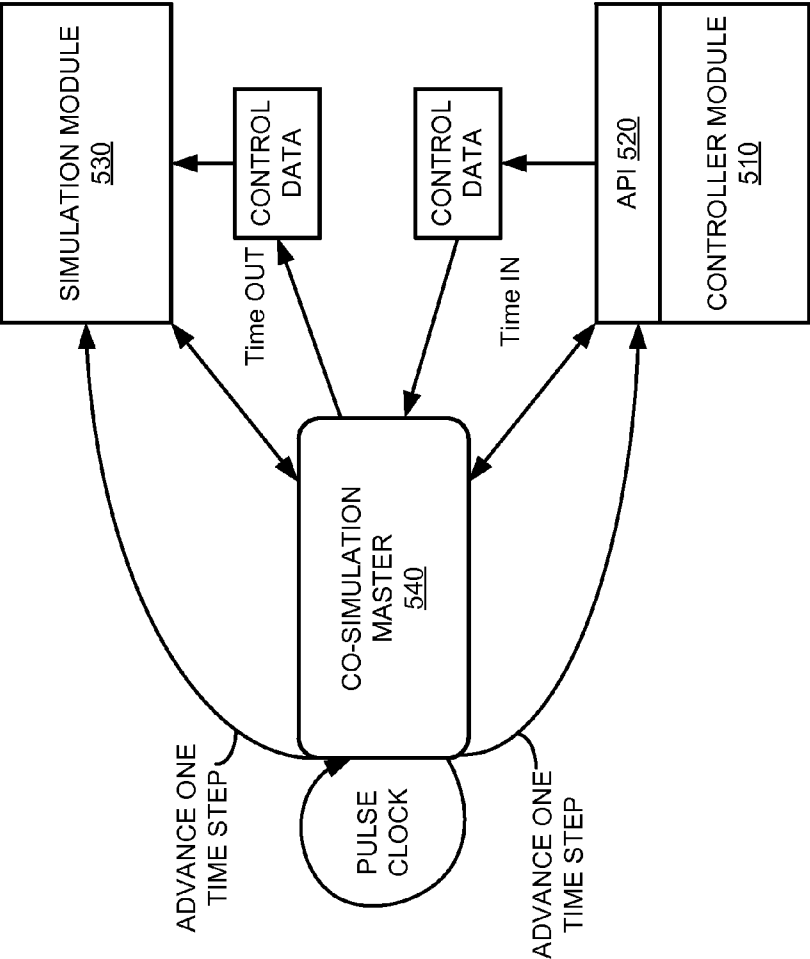 ADVANCE ONE
TIME STEP
PULSE
CLOCK
ADVANCE ONE
TIME STEP
CO-SIMULATION
MASTER
540
Time OUT
Time IN
CONTROL
DATA
CONTROL
DATA
SIMULATION MODULE
530
API 520
CONTROLLER MODULE
510